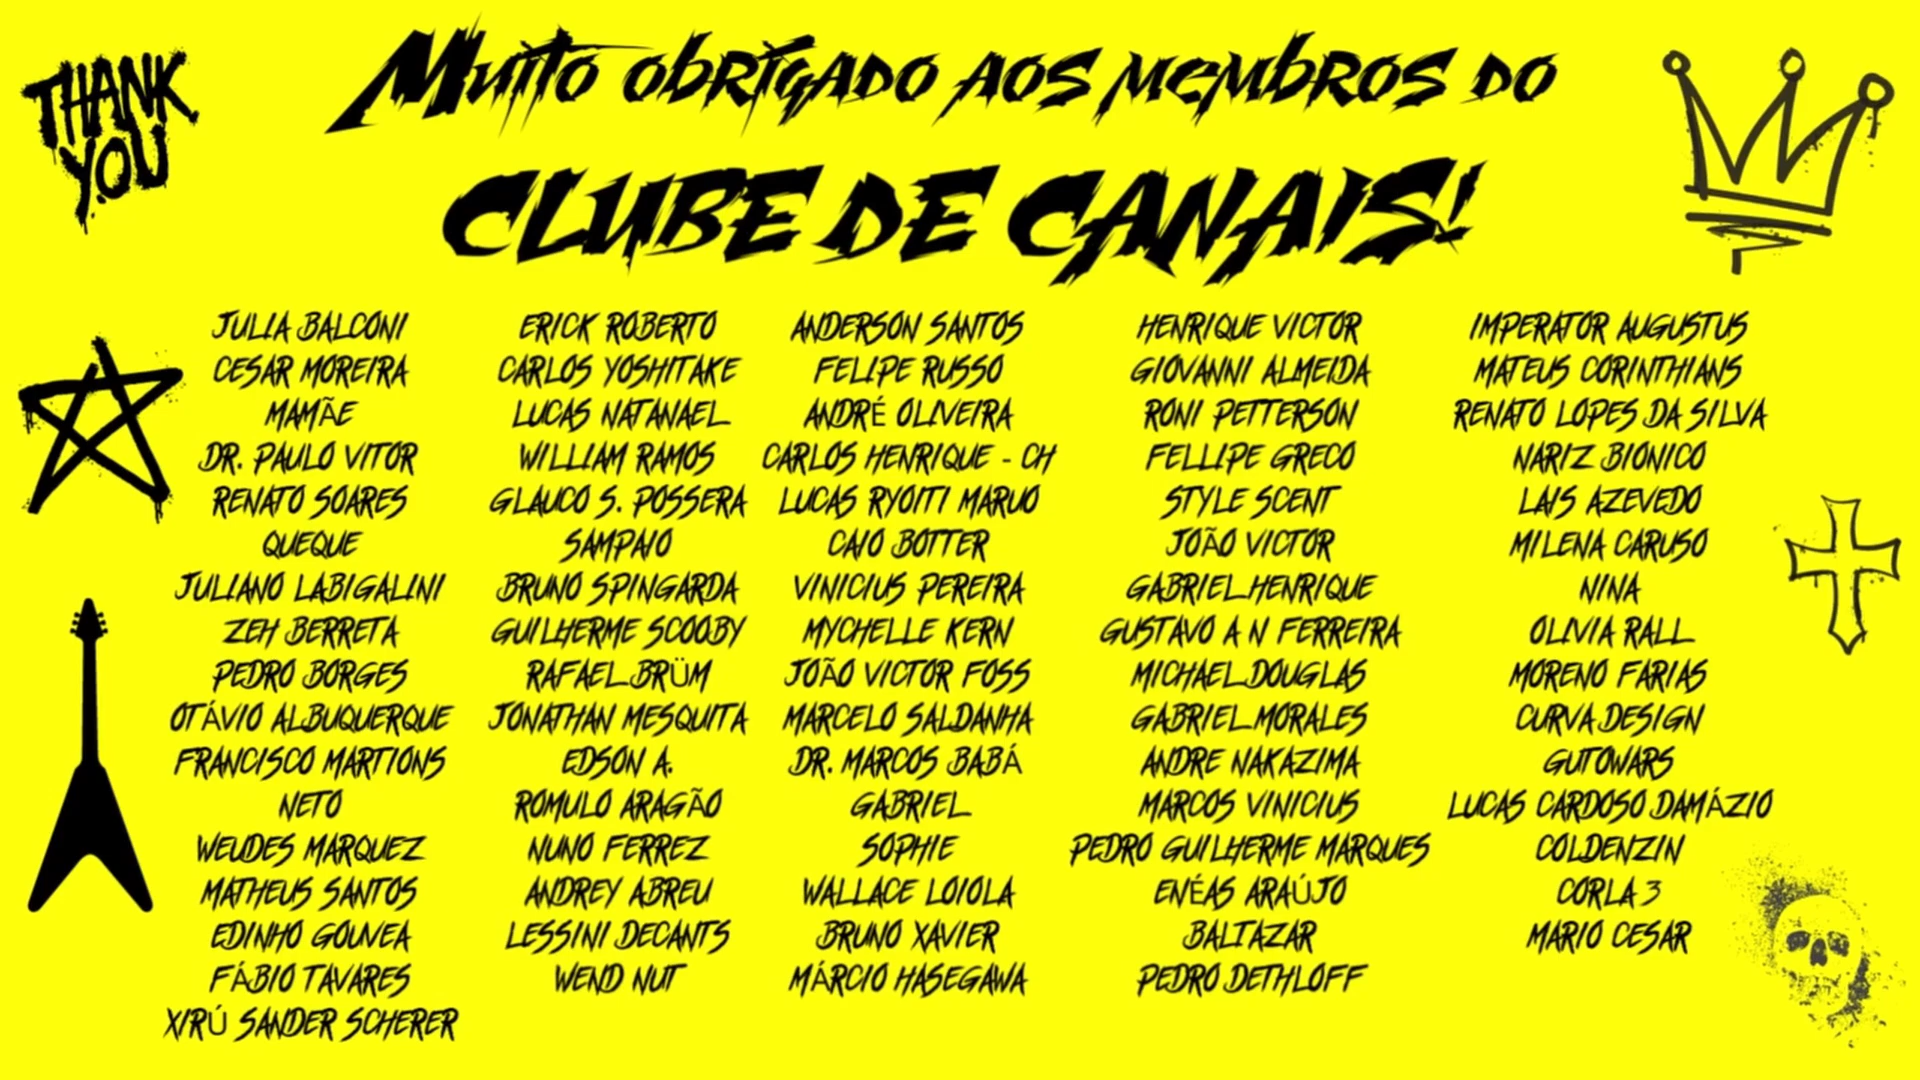 THANK
YOU
Muito obrigado aos membros do
CLUBE DE CANAIS!
JULIA BALCONI
CESAR MOREIRA
MAMÃE
DR. PAULO VITOR
RENATO SOARES
QUEQUE
JULIANO LABIGALINI
ZEH BERRETA
PEDRO BORGES
OTÁVIO ALBUQUERQUE
FRANCISCO MARTIONS
NETO
WEUDES MARQUEZ
MATHEUS SANTOS
EDINHO GOUVEA
FÁBIO TAVARES
XIRÚ SANDER SCHERER
ERICK ROBERTO
CARLOS YOSHITAKE
LUCAS NATANAEL
WILLIAM RAMOS
GLAUCO S. POSSERA
SAMPAIO
BRUNO SPINGARDA
GUILHERME SCOOBY
RAFAEL BRÜM
JONATHAN MESQUITA
EDSON A.
ROMULO ARAGÃO
NUNO FERREZ
ANDREY ABREU
LESSINI DECANTS
WEND NUT
ANDERSON SANTOS
FELIPE RUSSO
ANDRÉ OLIVEIRA
CARLOS HENRIQUE - CH
LUCAS RYOITI MARUO
CAIO BOTTER
VINICIUS PEREIRA
MYCHELLE KERN
JOÃO VICTOR FOSS
MARCELO SALDANHA
DR. MARCOS BABÁ
GABRIEL
SOPHIE
WALLACE LOIOLA
BRUNO XAVIER
MÁRCIO HASEGAWA
HENRIQUE VICTOR
GIOVANNI ALMEIDA
RONI PETTERSON
FELLIPE GRECO
STYLE SCENT
JOÃO VICTOR
GABRIEL HENRIQUE
GUSTAVO A N FERREIRA
MICHAEL DOUGLAS
GABRIEL MORALES
ANDRE NAKAZIMA
MARCOS VINICIUS
PEDRO GUILHERME MARQUES
ENÉAS ARAÚJO
BALTAZAR
PEDRO DETHLOFF
IMPERATOR AUGUSTUS
MATEUS CORINTHIANS
RENATO LOPES DA SILVA
NARIZ BIONICO
LAIS AZEVEDO
MILENA CARUSO
NINA
OLIVIA RALL
MORENO FARIAS
CURVA DESIGN
GUTOWARS
LUCAS CARDOSO DAMÁZIO
COLDENZIN
CORLA 3
MARIO CESAR